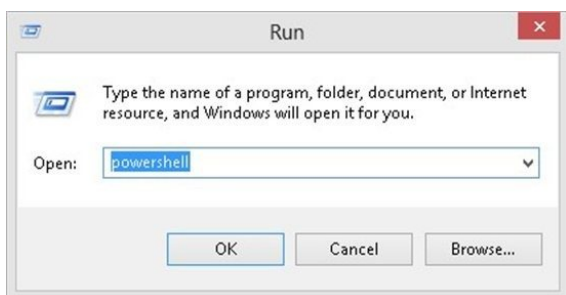 Run
Type the name of a program, folder, document, or Internet
resource, and Windows will open it for you.
Open: powershell
OK Cancel Browse...